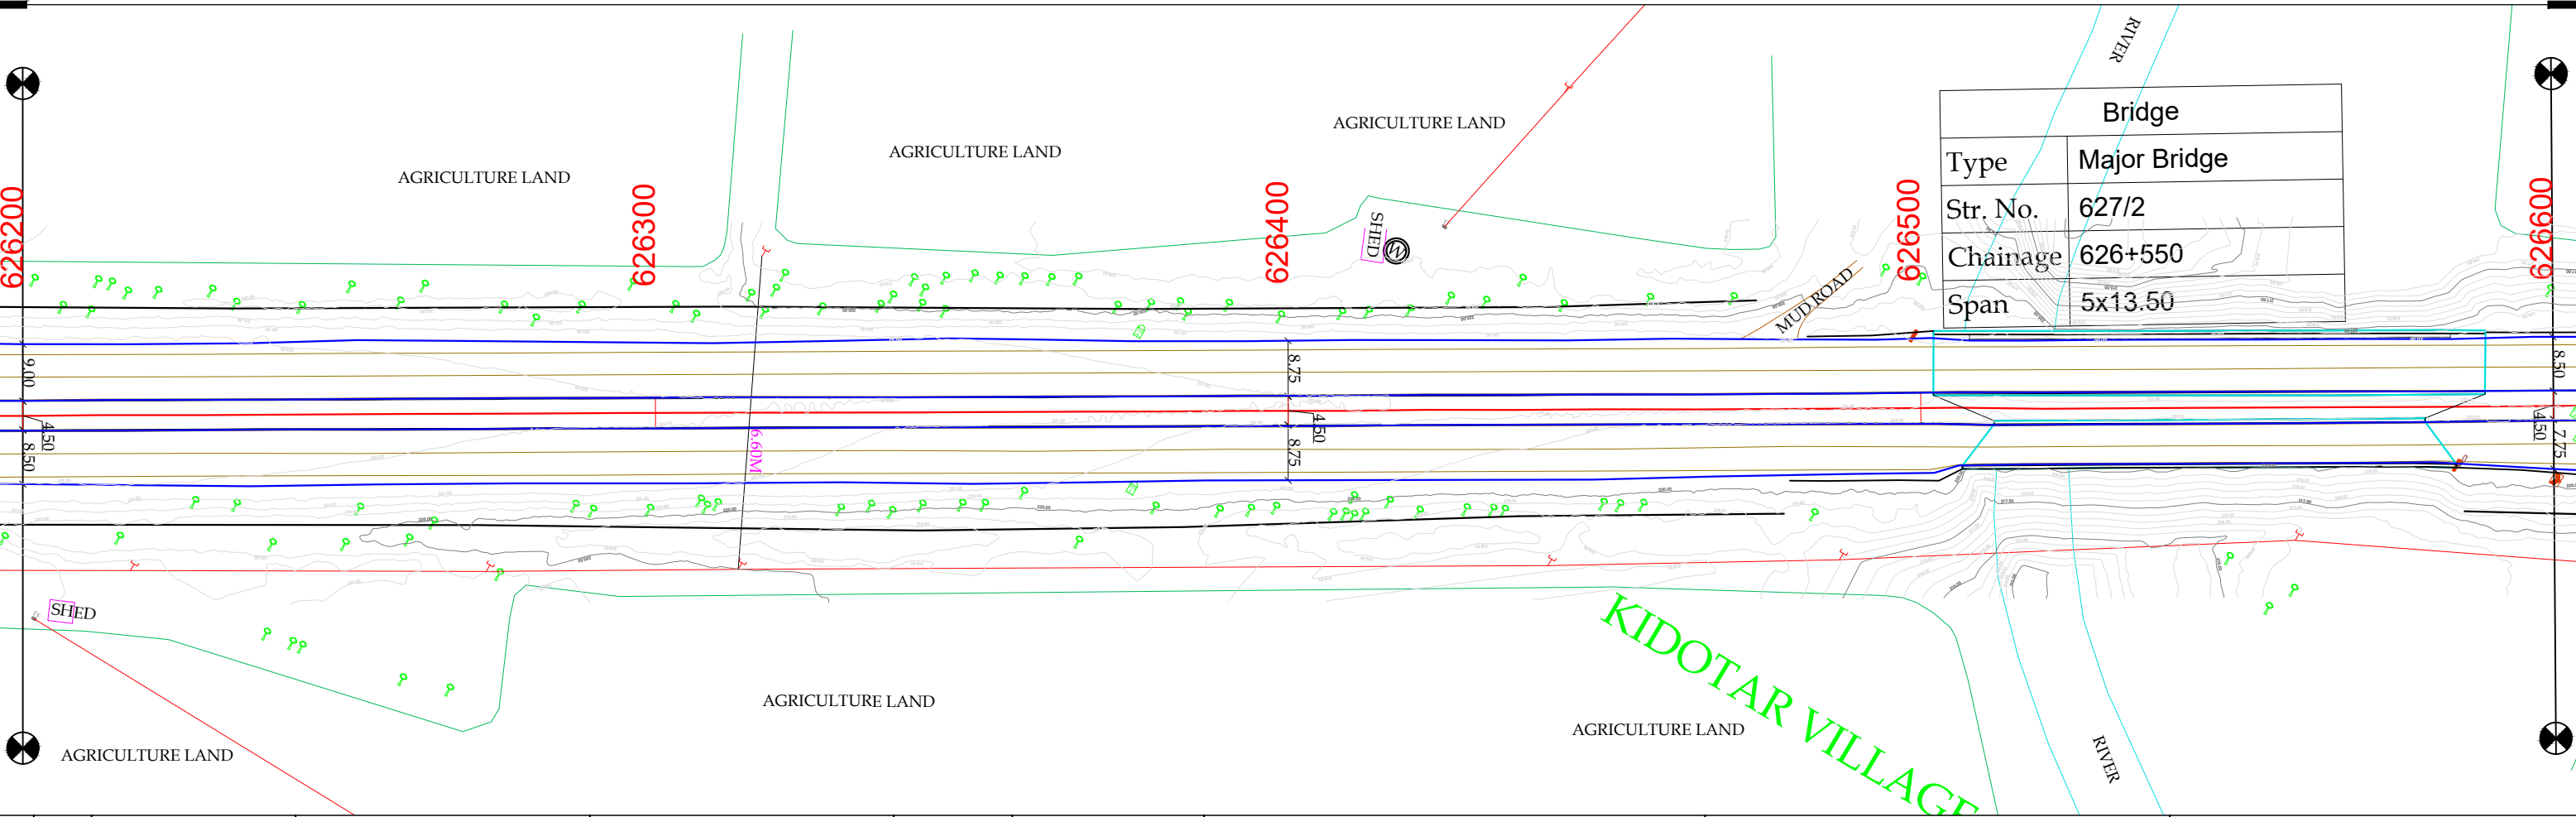 RIVER
AGRICULTURE LAND
AGRICULTURE LAND
AGRICULTURE LAND
Bridge
Type Major Bridge
Str. No. 627/2
Chainage 626+550
Span 5x13.50
626200
626300
626400
626500
626600
SHED
W
MUD ROAD
9.00
4.50
8.50
6.60M
8.75
4.50
8.75
8.50
4.50
7.75
SHED
KIDOTAR VILLAGE
AGRICULTURE LAND
AGRICULTURE LAND
AGRICULTURE LAND
RIVER